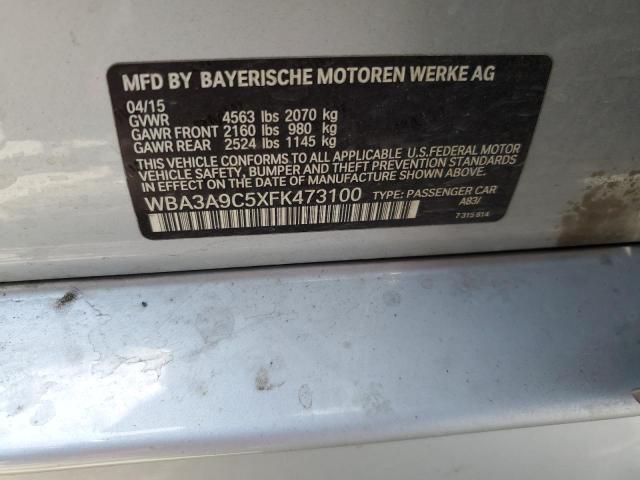 MFD BY BAYERISCHE MOTOREN WERKE AG
04/15
GVWR 4563 lbs 2070 kg
GAWR FRONT 2160 lbs 980 kg
GAWR REAR 2524 lbs 1145 kg
THIS VEHICLE CONFORMS TO ALL APPLICABLE U.S.FEDERAL MOTOR
VEHICLE SAFETY, BUMPER AND THEFT PREVENTION STANDARDS
IN EFFECT ON THE DATE OF MANUFACTURE SHOWN ABOVE.
WBA3A9C5XFK473100 TYPE: PASSENGER CAR
A83/
7 315 814